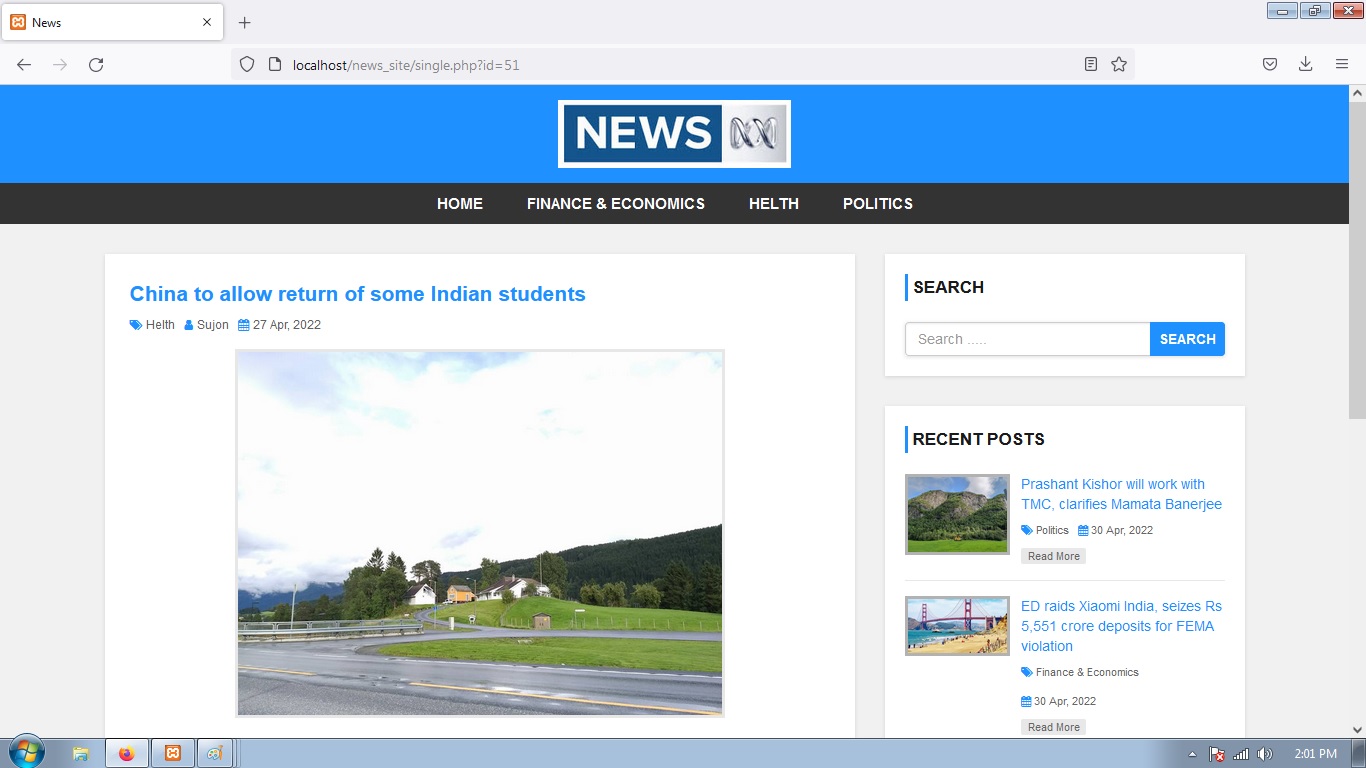 News
localhost/news_site/single.php?id=51
NEWS
HOME FINANCE & ECONOMICS HELTH POLITICS
China to allow return of some Indian students
Helth Sujon 27 Apr, 2022
SEARCH
Search ..... SEARCH
RECENT POSTS
Prashant Kishor will work with
TMC, clarifies Mamata Banerjee
Politics 30 Apr, 2022
Read More
ED raids Xiaomi India, seizes Rs
5,551 crore deposits for FEMA
violation
Finance & Economics
30 Apr, 2022
Read More
2:01 PM